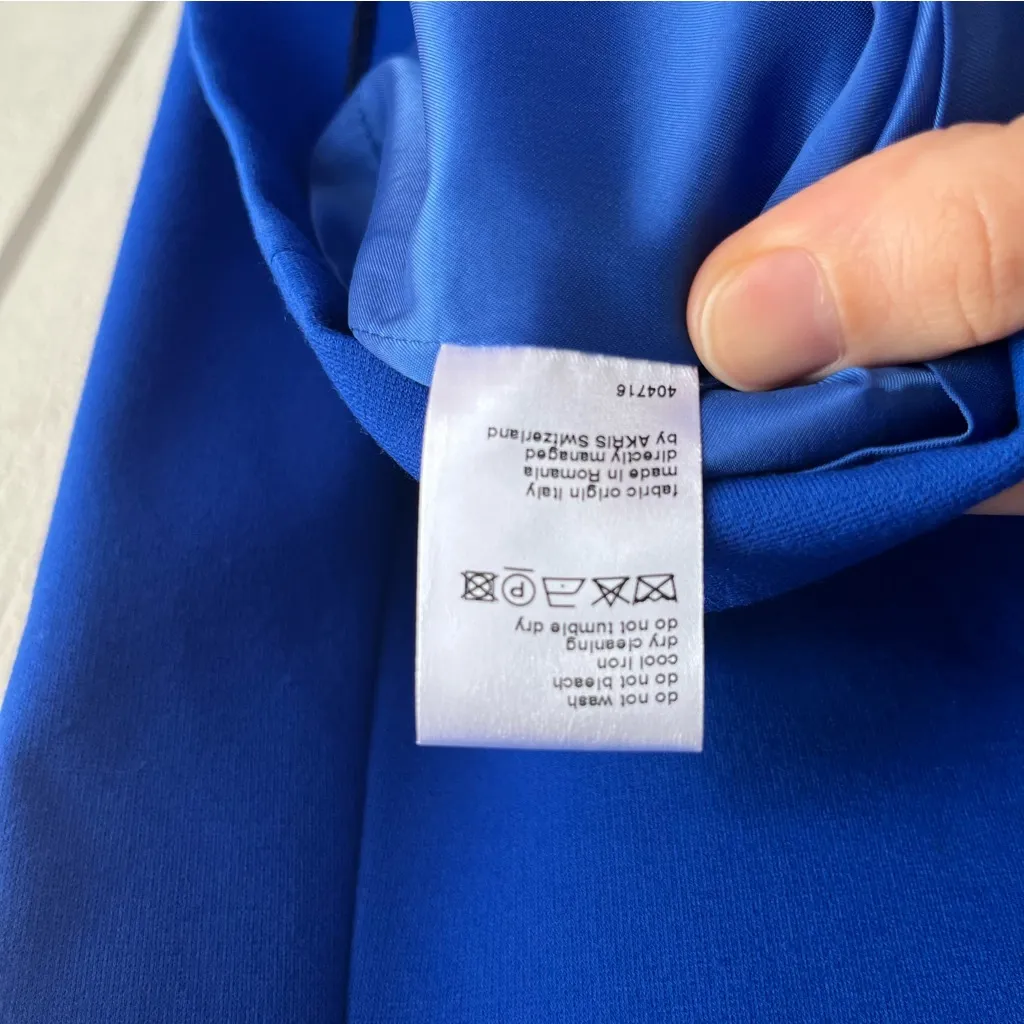 do not wash
do not bleach
cool iron
dry cleaning
do not tumble dry
P
fabric origin Italy
made in Romania
directly managed
by AKRIS Switzerland
404716